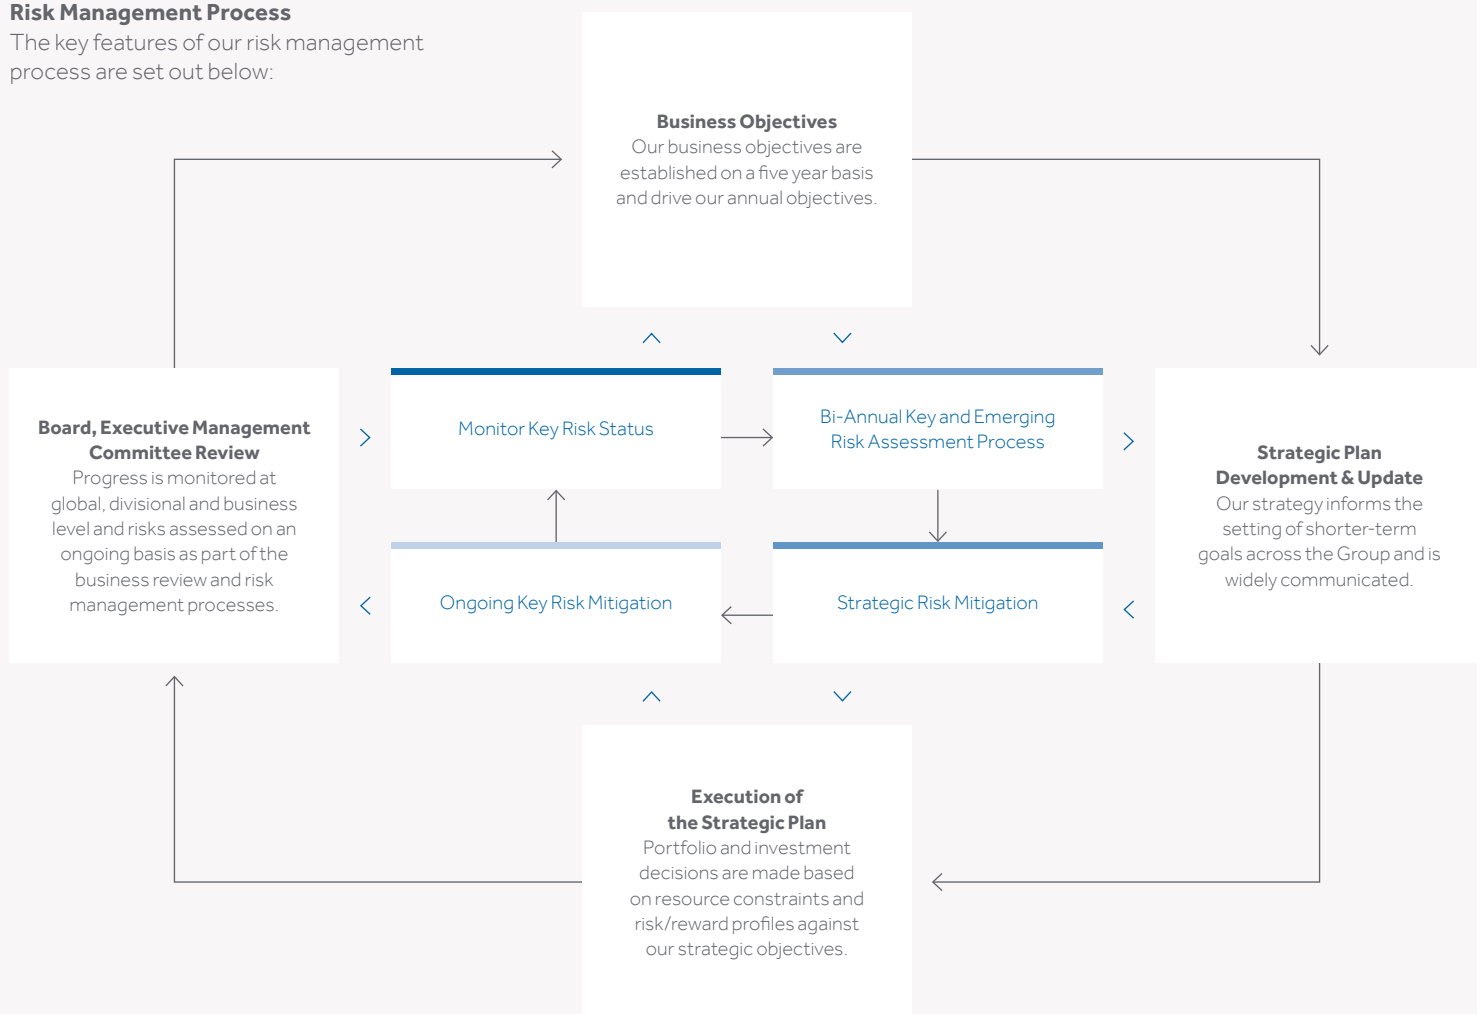 Risk Management Process
The key features of our risk management
process are set out below:
Business Objectives
Our business objectives are
established on a five year basis
and drive our annual objectives.
Board, Executive Management
Committee Review
Progress is monitored at
global, divisional and business
level and risks assessed on an
ongoing basis as part of the
business review and risk
management processes.
Monitor Key Risk Status
Bi-Annual Key and Emerging
Risk Assessment Process
Ongoing Key Risk Mitigation
Strategic Risk Mitigation
Strategic Plan
Development & Update
Our strategy informs the
setting of shorter-term
goals across the Group and is
widely communicated.
Execution of
the Strategic Plan
Portfolio and investment
decisions are made based
on resource constraints and
risk/reward profiles against
our strategic objectives.